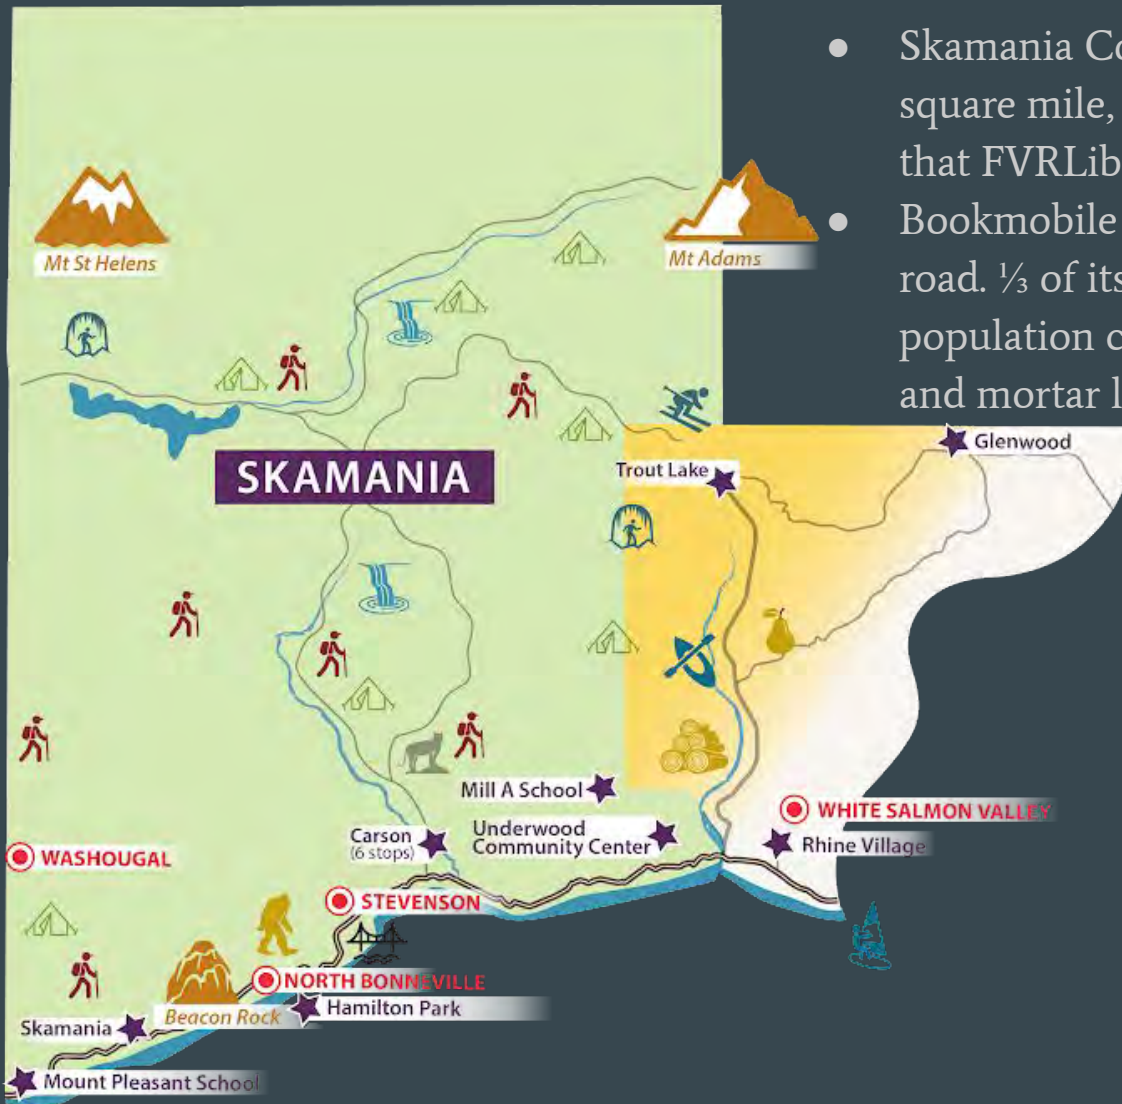 • Skamania Co
square mile,
that FVRLib
• Bookmobile
road. ⅓ of its
population c
and mortar l
Mt St Helens
Mt Adams
Glenwood
Trout Lake
SKAMANIA
Mill A School
WHITE SALMON VALLEY
Carson
(6 stops)
Underwood
Community Center
Rhine Village
WASHOUGAL
STEVENSON
NORTH BONNEVILLE
Hamilton Park
Beacon Rock
Skamania
Mount Pleasant School